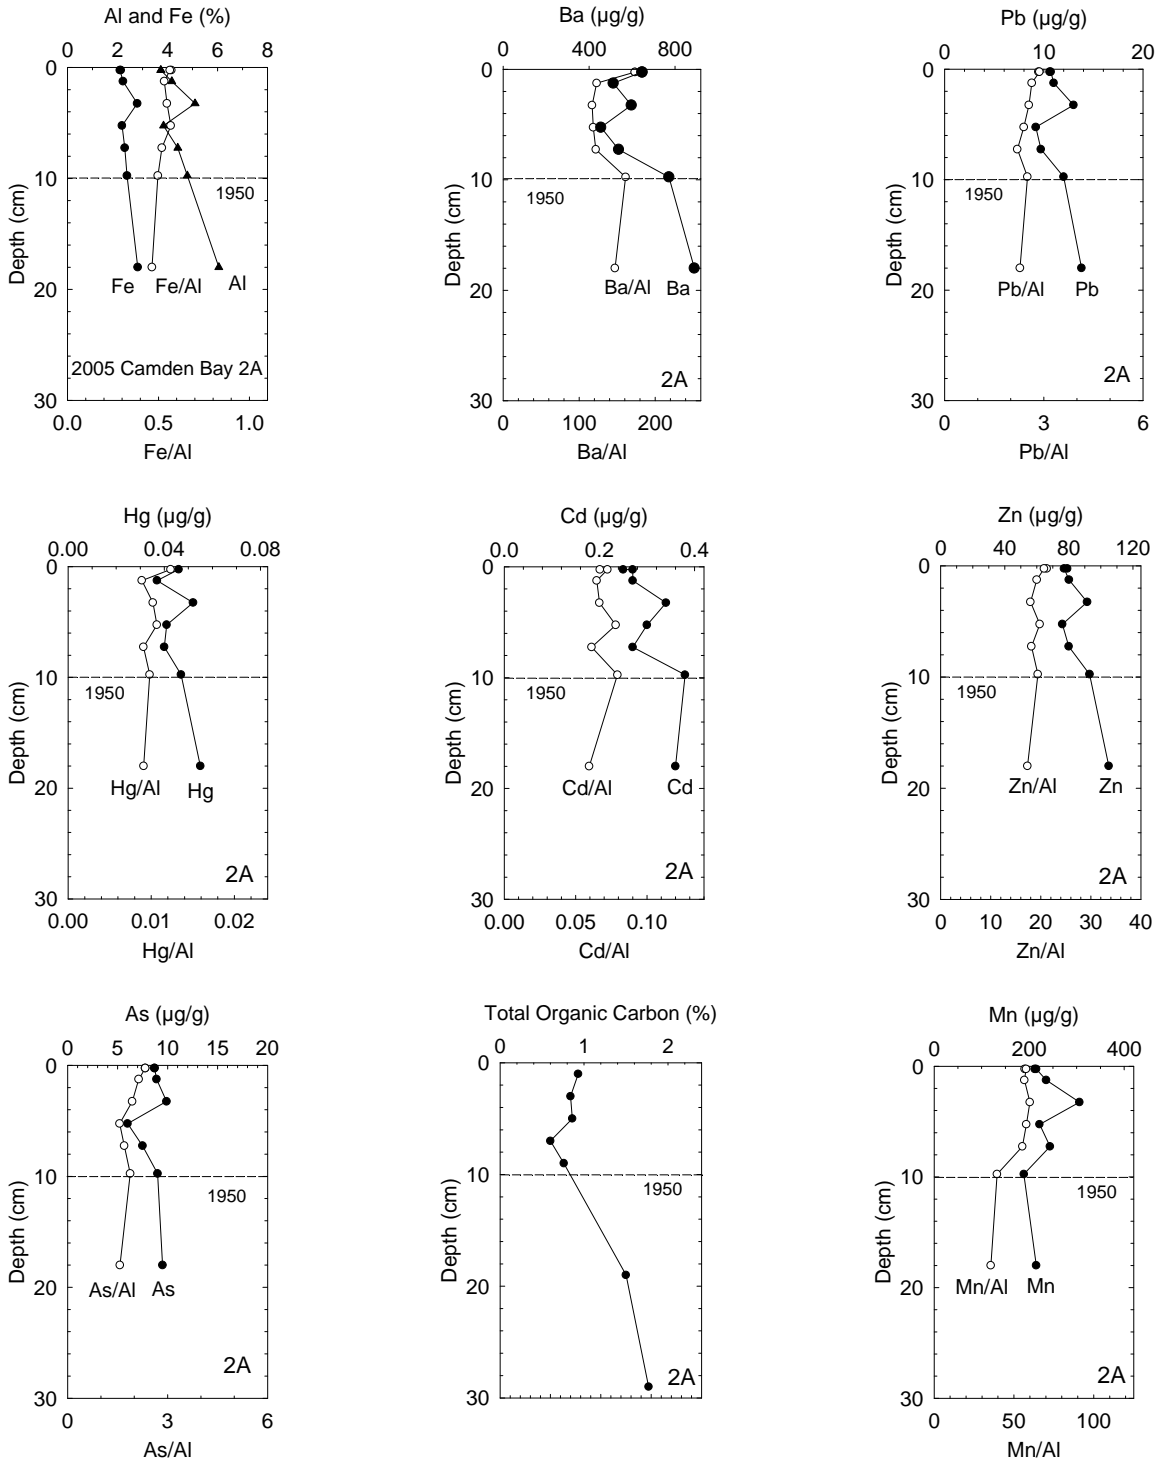 Al and Fe (%)
0 2 4 6 8
0
10
20
30
Depth (cm)
1950
Fe Fe/Al Al
2005 Camden Bay 2A
0.0 0.5 1.0
Fe/Al
Ba (µg/g)
0 400 800
0
10
20
30
Depth (cm)
1950
Ba/Al Ba
2A
0 100 200
Ba/Al
Pb (µg/g)
0 10 20
0
10
20
30
Depth (cm)
1950
Pb/Al Pb
2A
0 3 6
Pb/Al
Hg (µg/g)
0.00 0.04 0.08
0
10
20
30
Depth (cm)
1950
Hg/Al Hg
2A
0.00 0.01 0.02
Hg/Al
Cd (µg/g)
0.0 0.2 0.4
0
10
20
30
Depth (cm)
1950
Cd/Al Cd
2A
0.00 0.05 0.10
Cd/Al
Zn (µg/g)
0 40 80 120
0
10
20
30
Depth (cm)
1950
Zn/Al Zn
2A
0 10 20 30 40
Zn/Al
As (µg/g)
0 5 10 15 20
0
10
20
30
Depth (cm)
1950
As/Al As
2A
0 3 6
As/Al
Total Organic Carbon (%)
0 1 2
0
10
20
30
Depth (cm)
1950
2A
Mn (µg/g)
0 200 400
0
10
20
30
Depth (cm)
1950
Mn/Al Mn
2A
0 50 100
Mn/Al